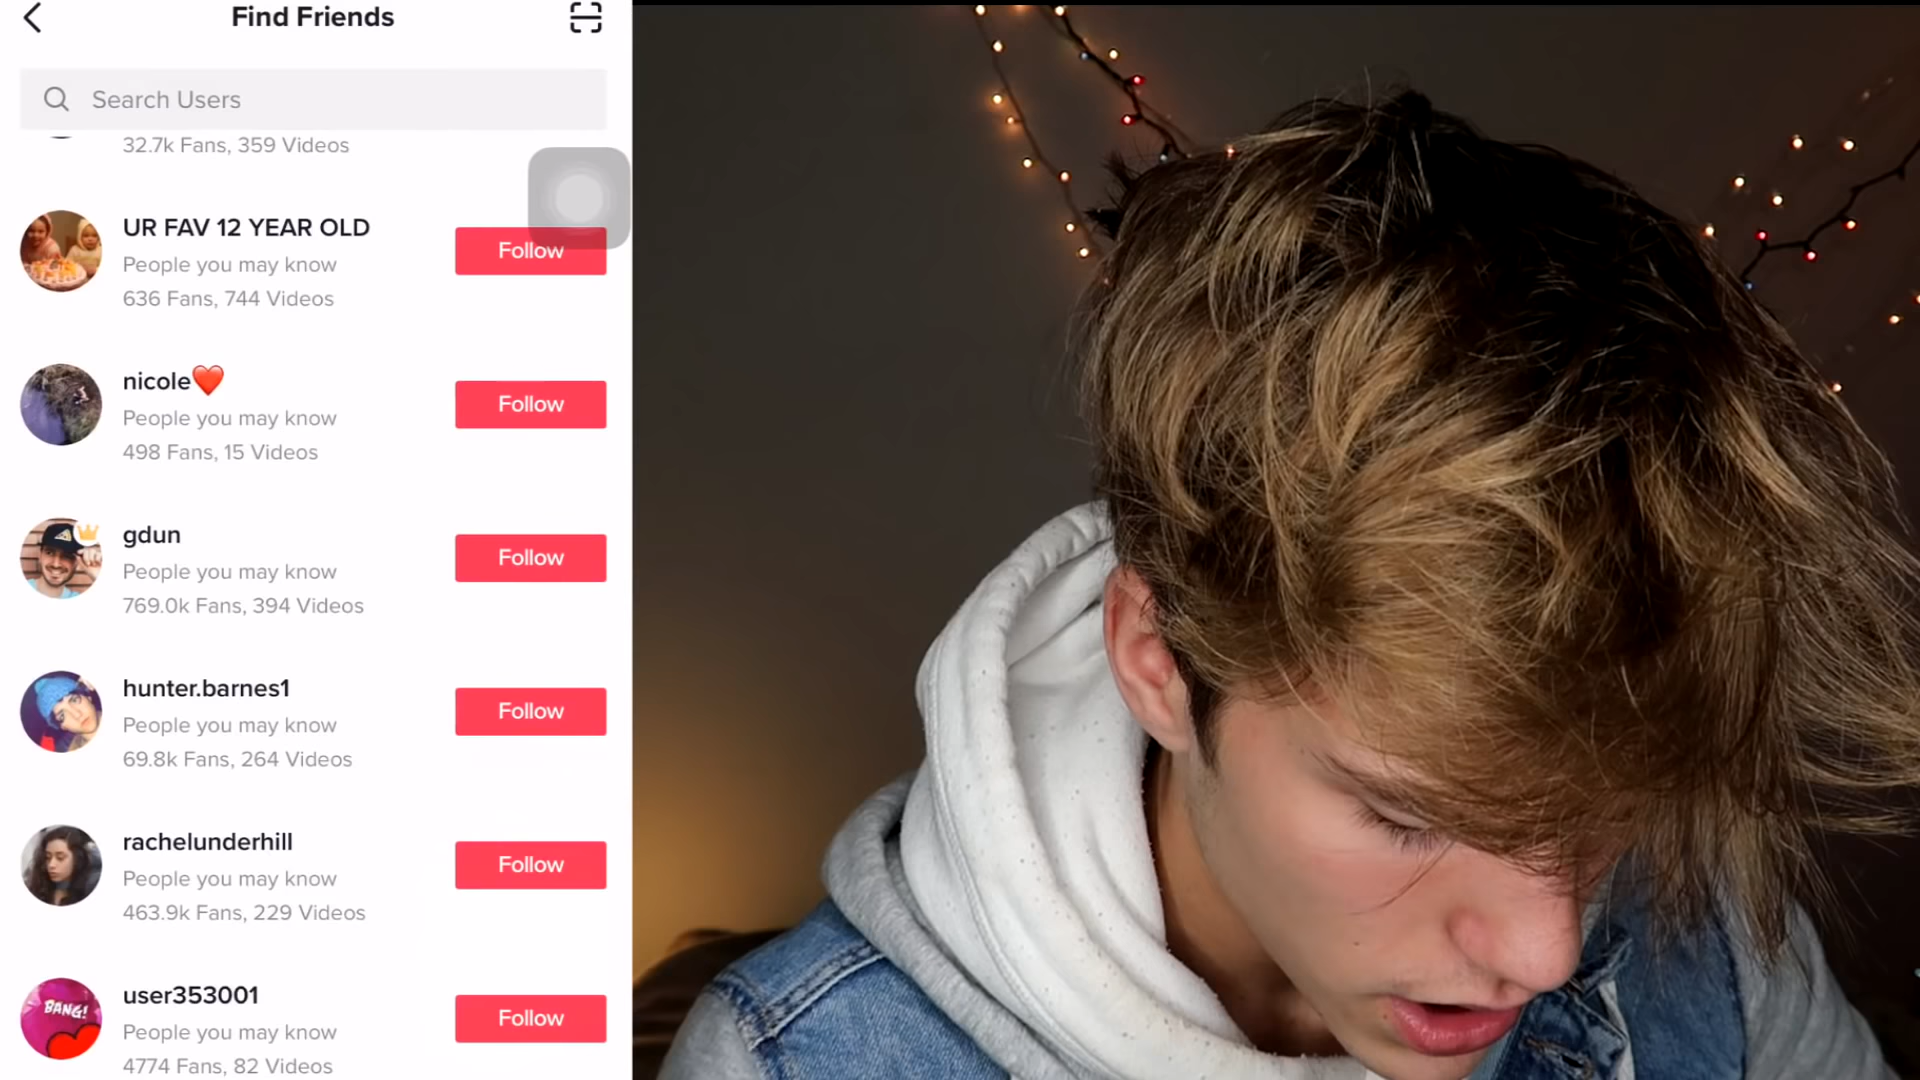 Find Friends
Search Users
32.7k Fans, 359 Videos
UR FAV 12 YEAR OLD
People you may know
636 Fans, 744 Videos
Follow
nicole❤️
People you may know
498 Fans, 15 Videos
Follow
gdun
People you may know
769.0k Fans, 394 Videos
Follow
hunter.barnes1
People you may know
69.8k Fans, 264 Videos
Follow
rachelunderhill
People you may know
463.9k Fans, 229 Videos
Follow
BANG!
user353001
People you may know
4774 Fans, 82 Videos
Follow